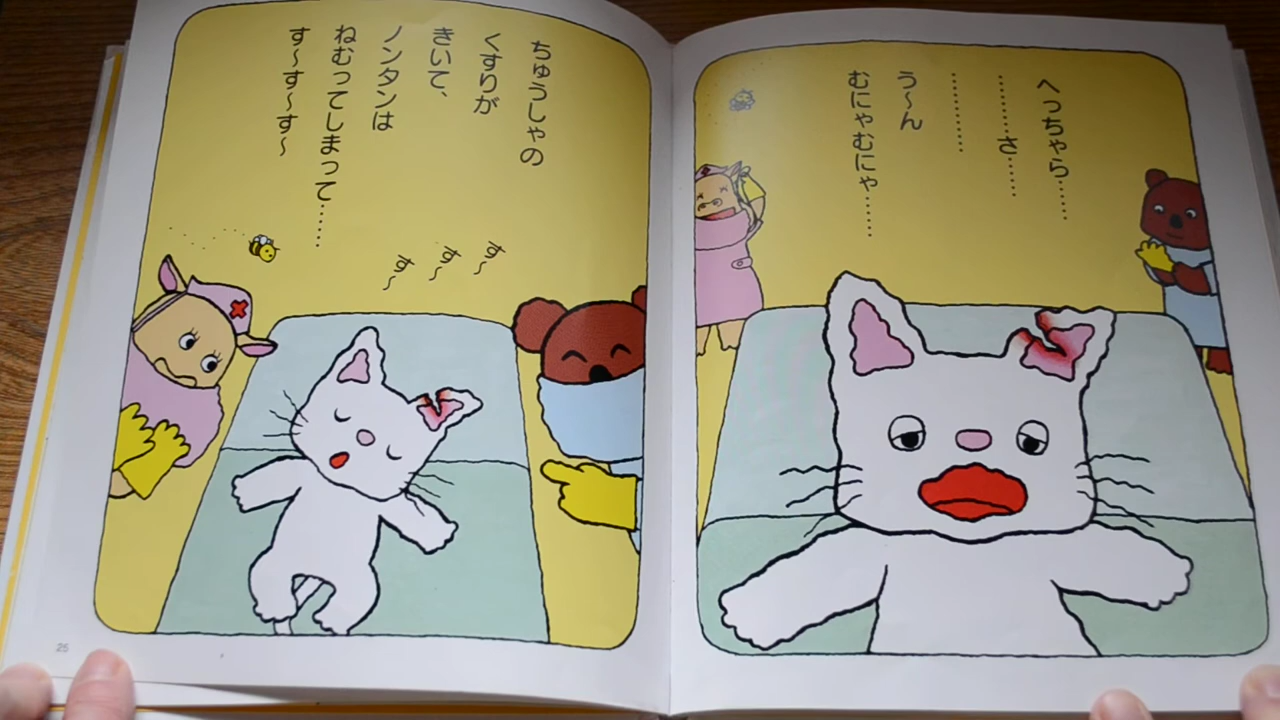 へっちゃら……
………さ……
…………
う〜ん
むにゃむにゃ……
ちゅうしゃの
くすりが
きいて、
ノンタンは
ねむってしまって……
す〜す〜す〜
す〜
す〜
す〜
25